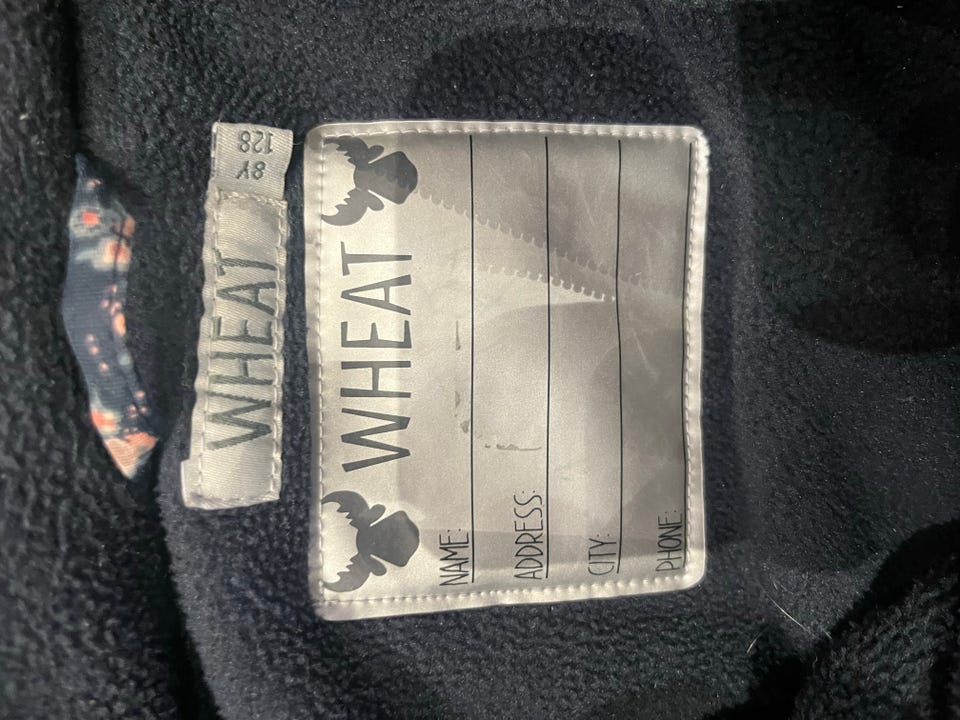 WHEAT
8Y
128
WHEAT
NAME:
ADDRESS:
CITY:
PHONE: